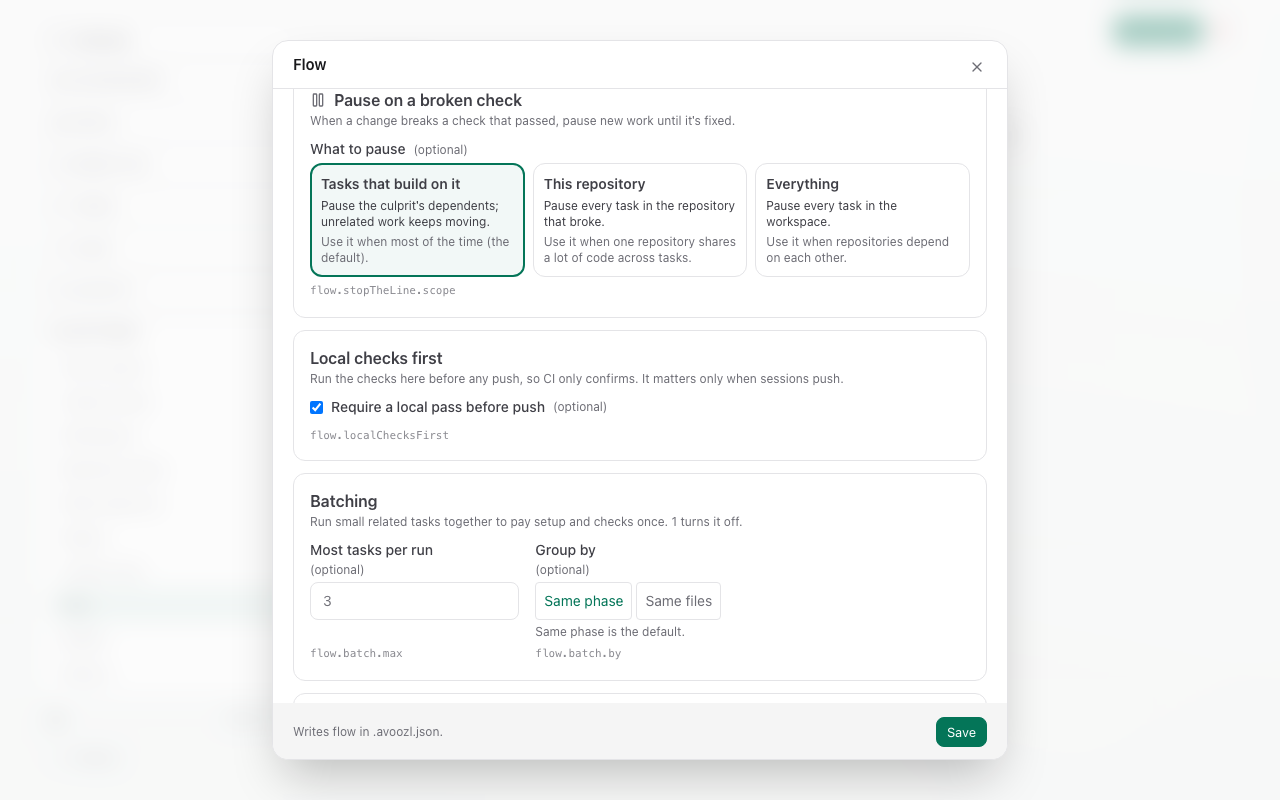 Flow
Pause on a broken check
When a change breaks a check that passed, pause new work until it's fixed.
What to pause (optional)
Tasks that build on it
Pause the culprit's dependents;
unrelated work keeps moving.
Use it when most of the time (the
default).
This repository
Pause every task in the repository
that broke.
Use it when one repository shares
a lot of code across tasks.
Everything
Pause every task in the
workspace.
Use it when repositories depend
on each other.
flow.stopTheLine.scope
Local checks first
Run the checks here before any push, so CI only confirms. It matters only when sessions push.
Require a local pass before push (optional)
flow.localChecksFirst
Batching
Run small related tasks together to pay setup and checks once. 1 turns it off.
Most tasks per run
(optional)
3
flow.batch.max
Group by
(optional)
Same phase Same files
Same phase is the default.
flow.batch.by
Writes flow in .avoozl.json.
Save